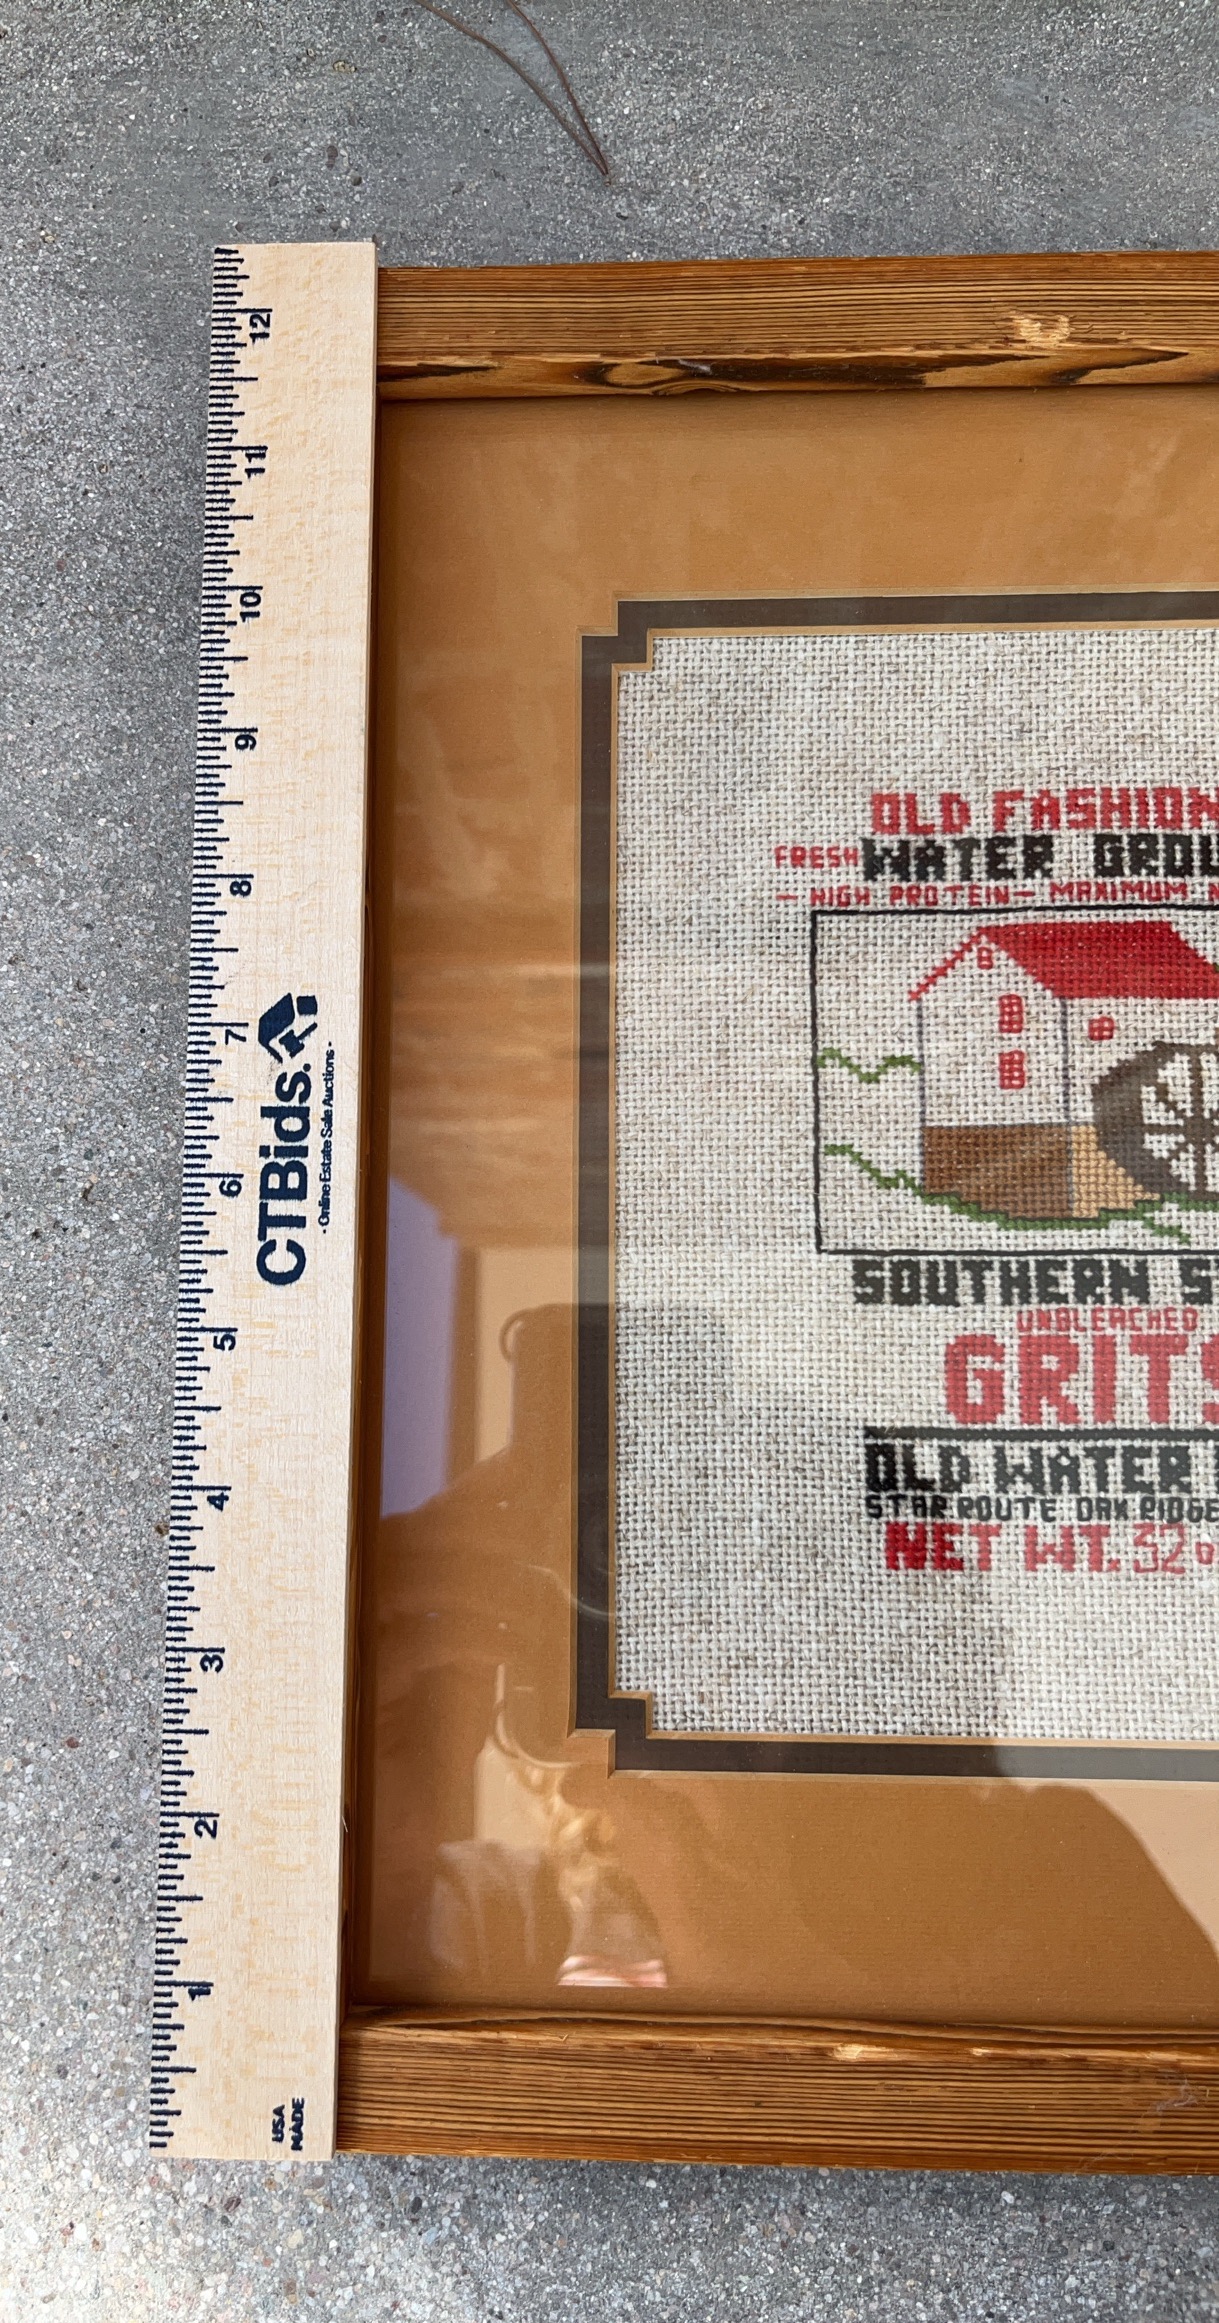 12
11
10
9
8
7
6
5
4
3
2
1
CTBids.
- Online Estate Sale Auctions -
USA
MADE
OLD FASHION
FRESH WATER GROU
- HIGH PROTEIN - MAXIMUM N
SOUTHERN S
UNBLEACHED
GRITS
OLD WATER
STAR ROUTE OAK RIDGE
NET WT. 32 o